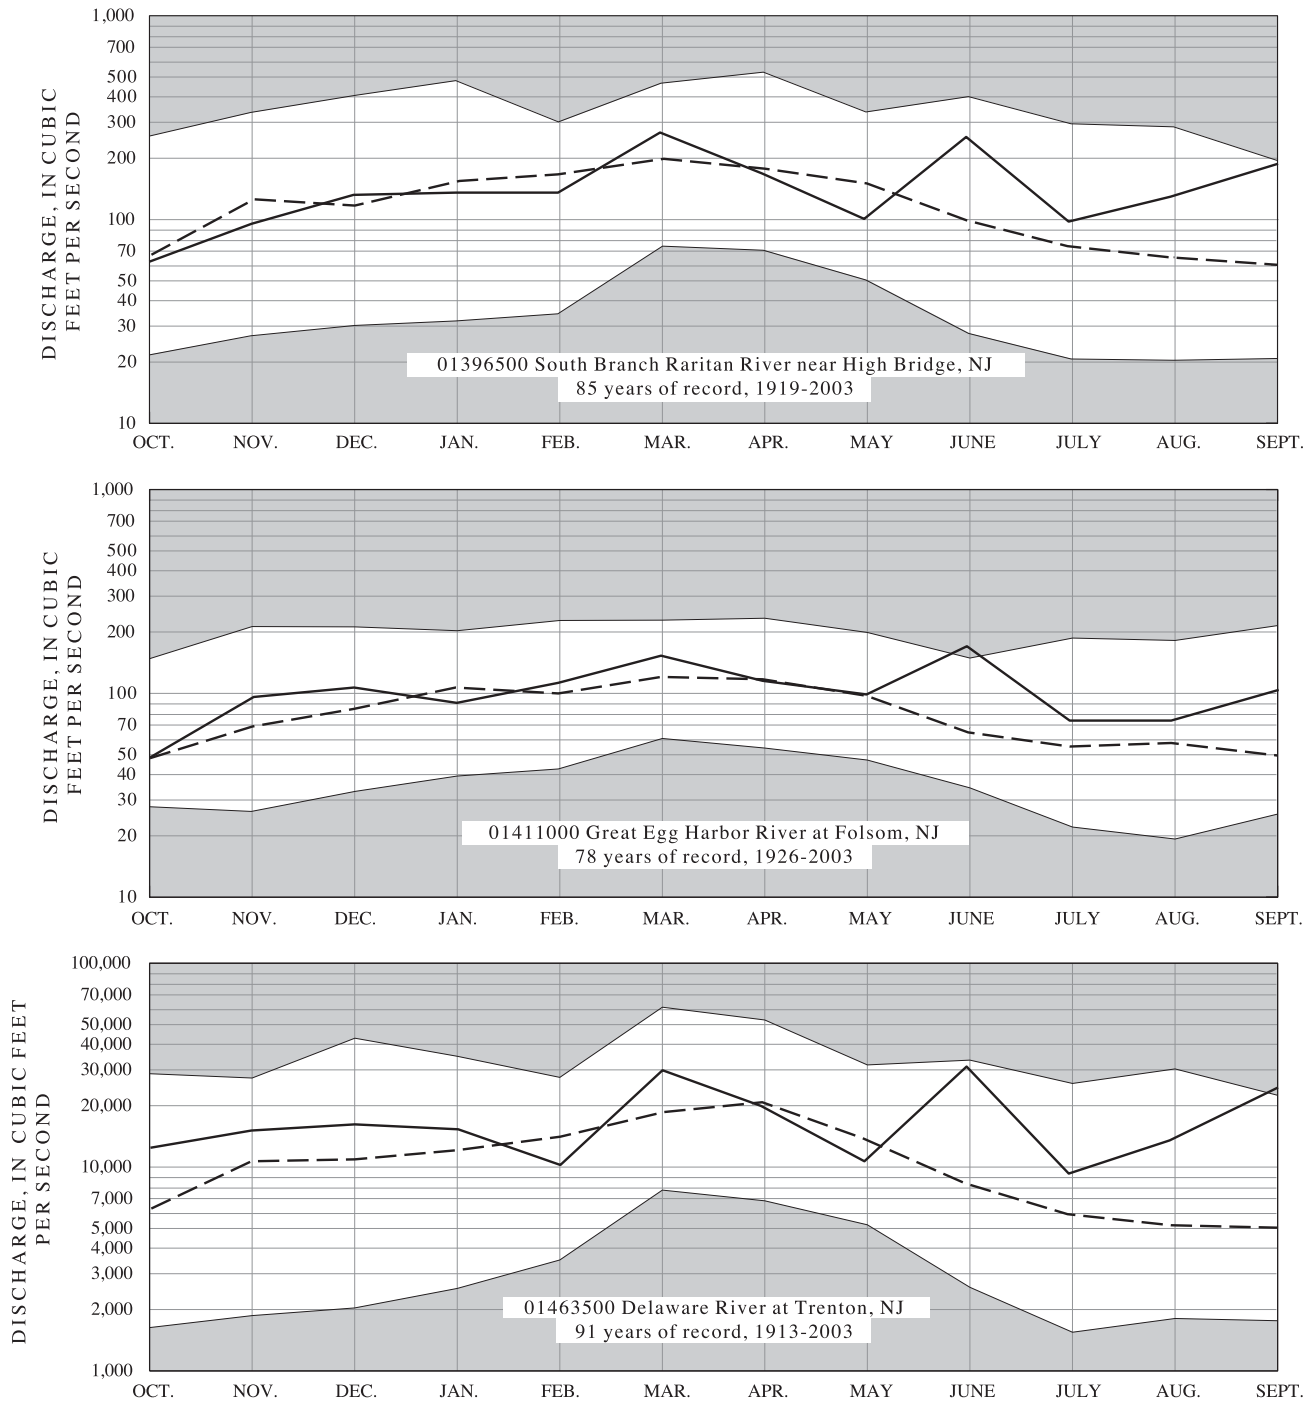 DISCHARGE, IN CUBIC
FEET PER SECOND
1,000
700
500
400
300
200
100
70
50
40
30
20
10
01396500 South Branch Raritan River near High Bridge, NJ
85 years of record, 1919-2003
OCT. NOV. DEC. JAN. FEB. MAR. APR. MAY JUNE JULY AUG. SEPT.
DISCHARGE, IN CUBIC
FEET PER SECOND
1,000
700
500
400
300
200
100
70
50
40
30
20
10
01411000 Great Egg Harbor River at Folsom, NJ
78 years of record, 1926-2003
OCT. NOV. DEC. JAN. FEB. MAR. APR. MAY JUNE JULY AUG. SEPT.
DISCHARGE, IN CUBIC FEET
PER SECOND
100,000
70,000
50,000
40,000
30,000
20,000
10,000
7,000
5,000
4,000
3,000
2,000
1,000
01463500 Delaware River at Trenton, NJ
91 years of record, 1913-2003
OCT. NOV. DEC. JAN. FEB. MAR. APR. MAY JUNE JULY AUG. SEPT.